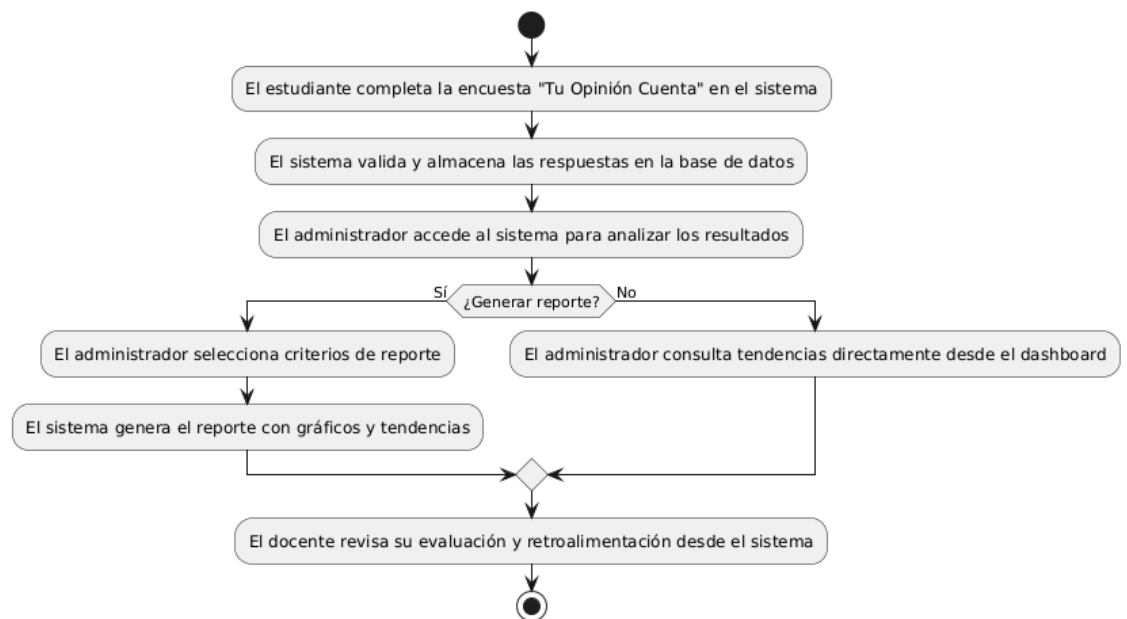 El estudiante completa la encuesta "Tu Opinión Cuenta" en el sistema
El sistema valida y almacena las respuestas en la base de datos
El administrador accede al sistema para analizar los resultados
Sí
¿Generar reporte?
No
El administrador selecciona criterios de reporte
El administrador consulta tendencias directamente desde el dashboard
El sistema genera el reporte con gráficos y tendencias
El docente revisa su evaluación y retroalimentación desde el sistema